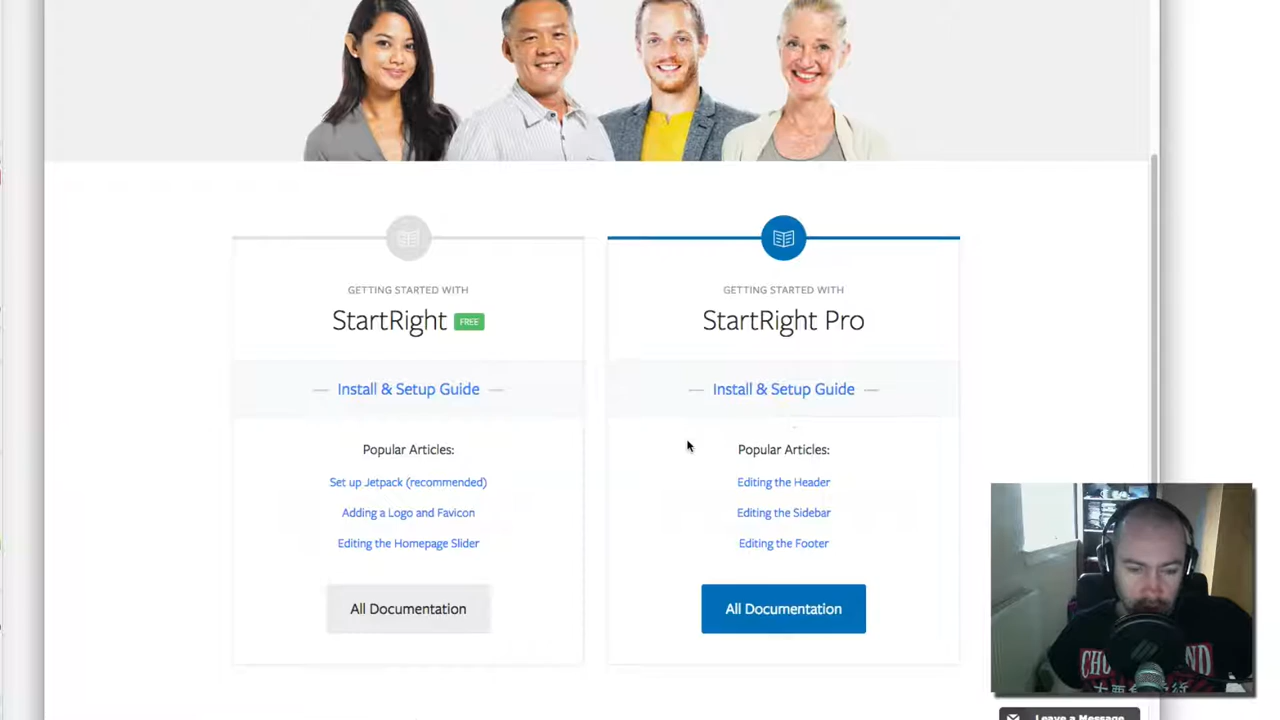 GETTING STARTED WITH
StartRight FREE
Install & Setup Guide
Popular Articles:
Set up Jetpack (recommended)
Adding a Logo and Favicon
Editing the Homepage Slider
All Documentation
GETTING STARTED WITH
StartRight Pro
Install & Setup Guide
Popular Articles:
Editing the Header
Editing the Sidebar
Editing the Footer
All Documentation
Leave a Message